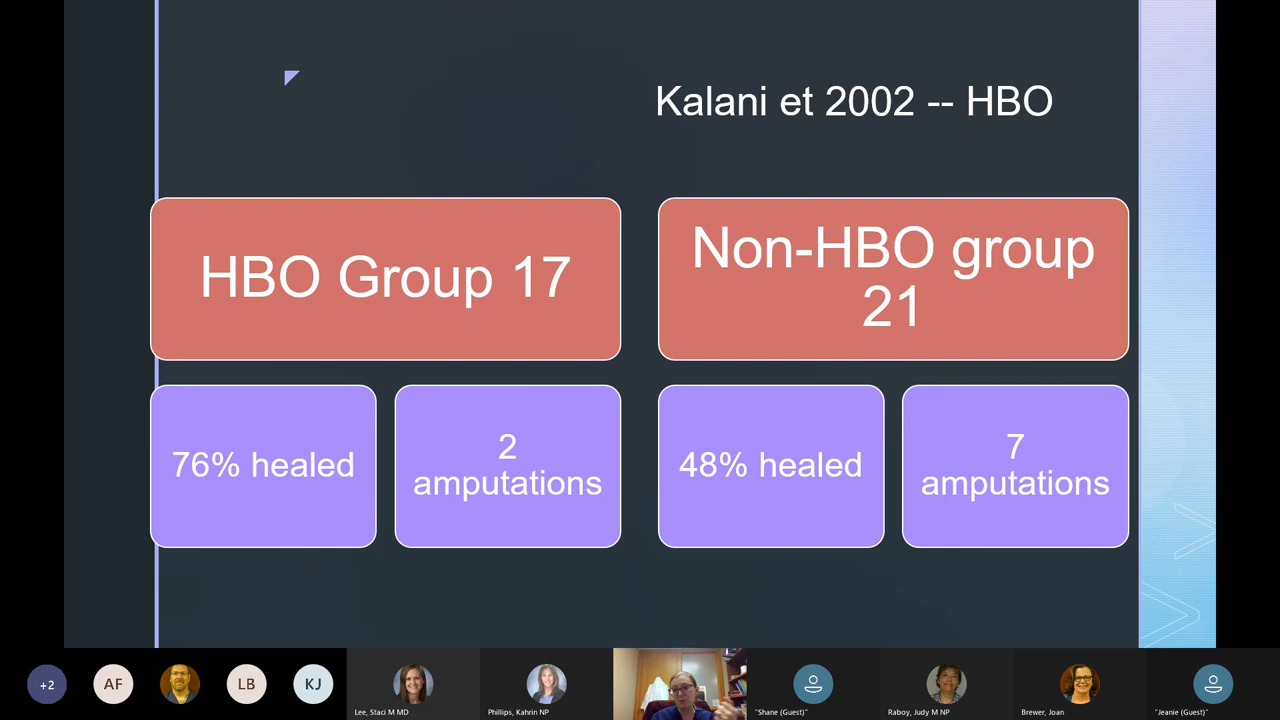 Kalani et 2002 -- HBO
HBO Group 17
Non-HBO group
21
76% healed
2
amputations
48% healed
7
amputations
+2
AF
LB
KJ
Lee, Staci M MD
Phillips, Kahrin NP
"Shane (Guest)"
Raboy, Judy M NP
Brewer, Joan
"Jeanie (Guest)"